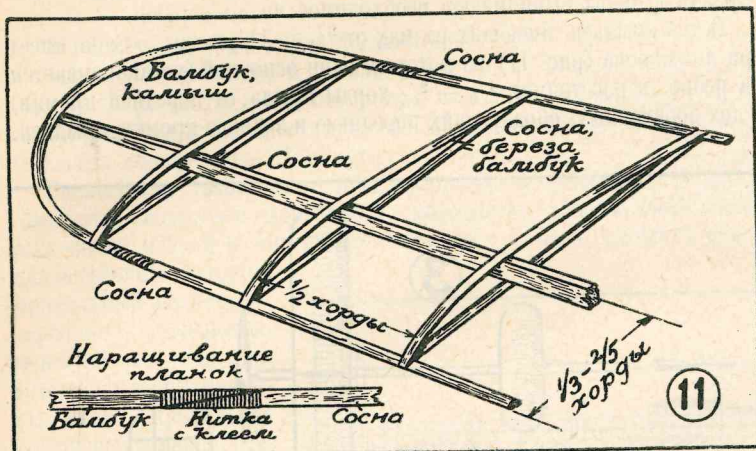 Бамбук,
камыш
Сосна
Сосна,
береза
бамбук
Сосна
Сосна
1/2 хорды
1/3-2/5
хорды
Наращивание
планок
Бамбук
Нитка
с клеем
Сосна
11